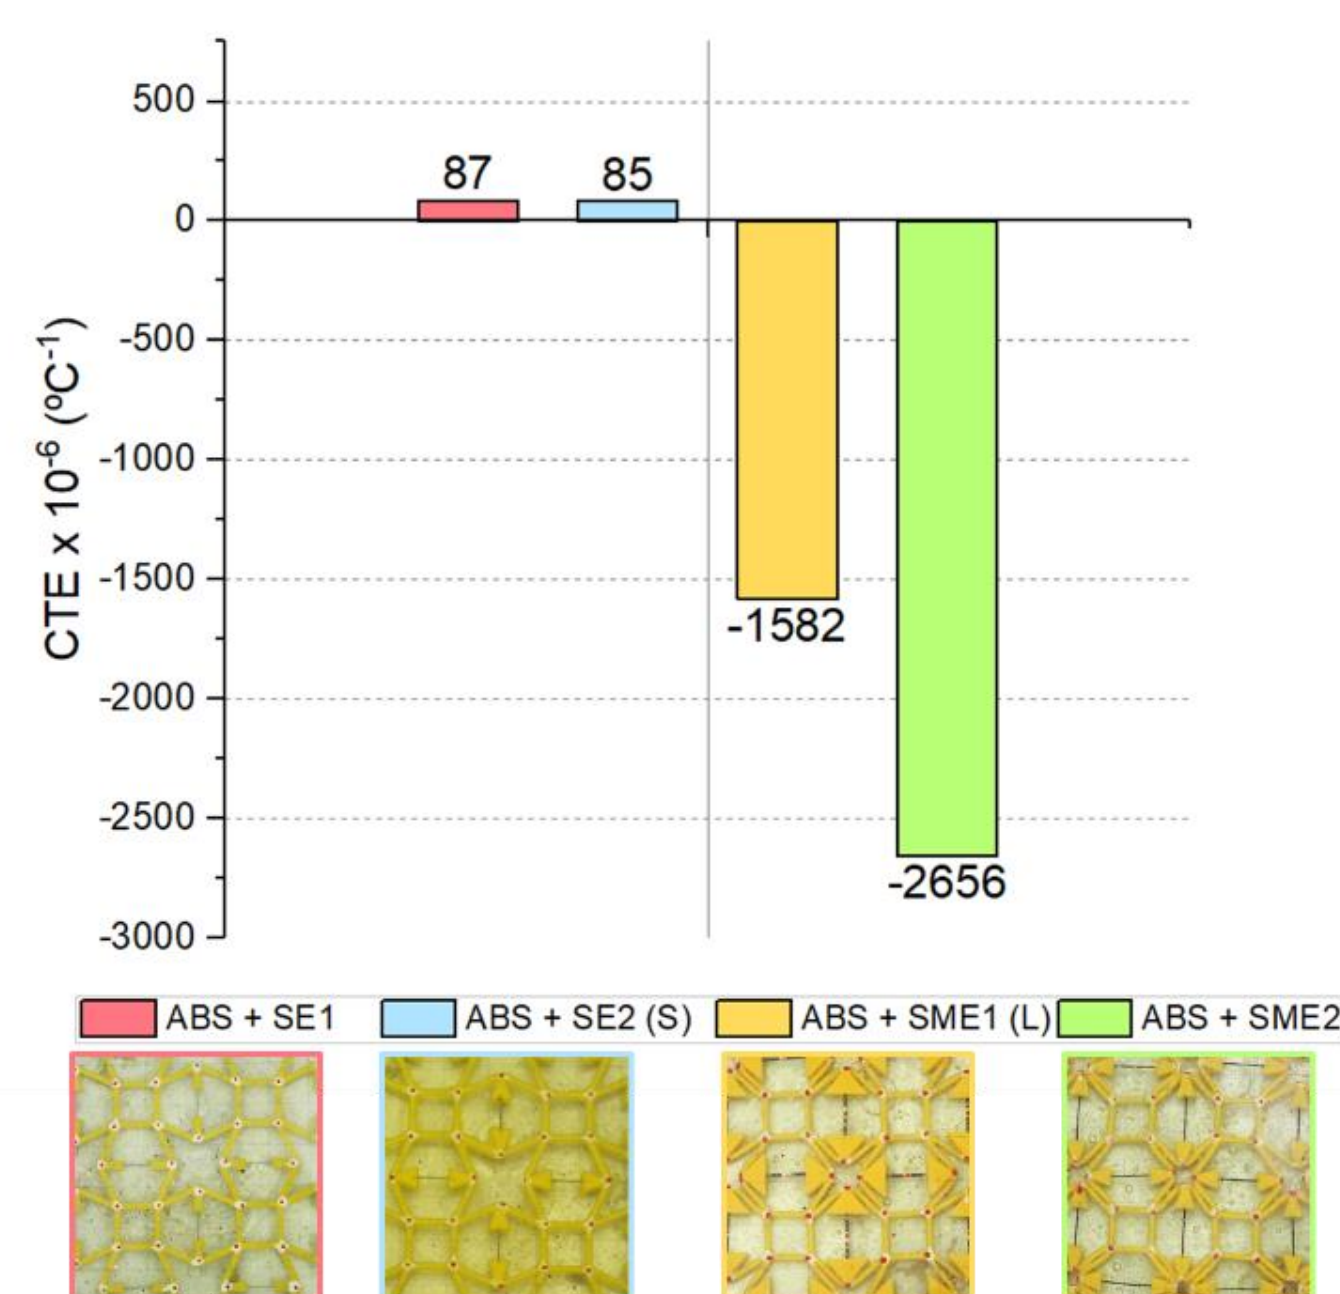 500
87
85
0
-500
-1000
-1500
-1582
-2000
-2500
-2656
-3000
CTE x 10⁻⁶ (ºC⁻¹)
ABS + SE1
ABS + SE2 (S)
ABS + SME1 (L)
ABS + SME2